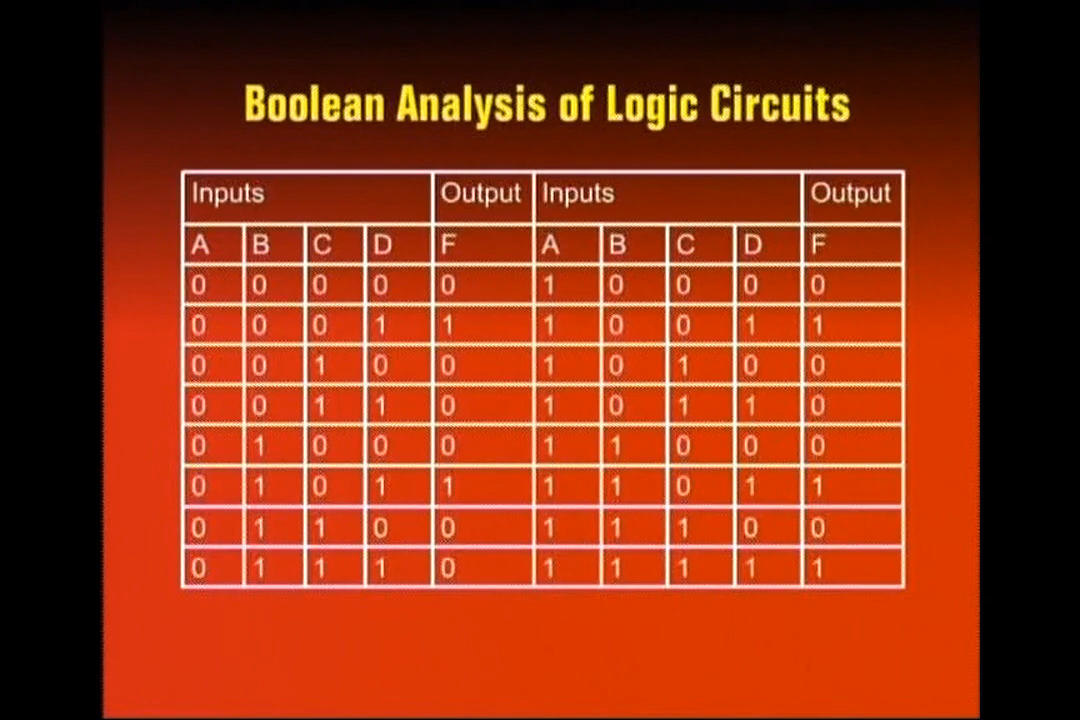 Boolean Analysis of Logic Circuits
Inputs Output Inputs Output
A B C D F A B C D F
0 0 0 0 0 1 0 0 0 0
0 0 0 1 1 1 0 0 1 1
0 0 1 0 0 1 0 1 0 0
0 0 1 1 0 1 0 1 1 0
0 1 0 0 0 1 1 0 0 0
0 1 0 1 1 1 1 0 1 1
0 1 1 0 0 1 1 1 0 0
0 1 1 1 0 1 1 1 1 1